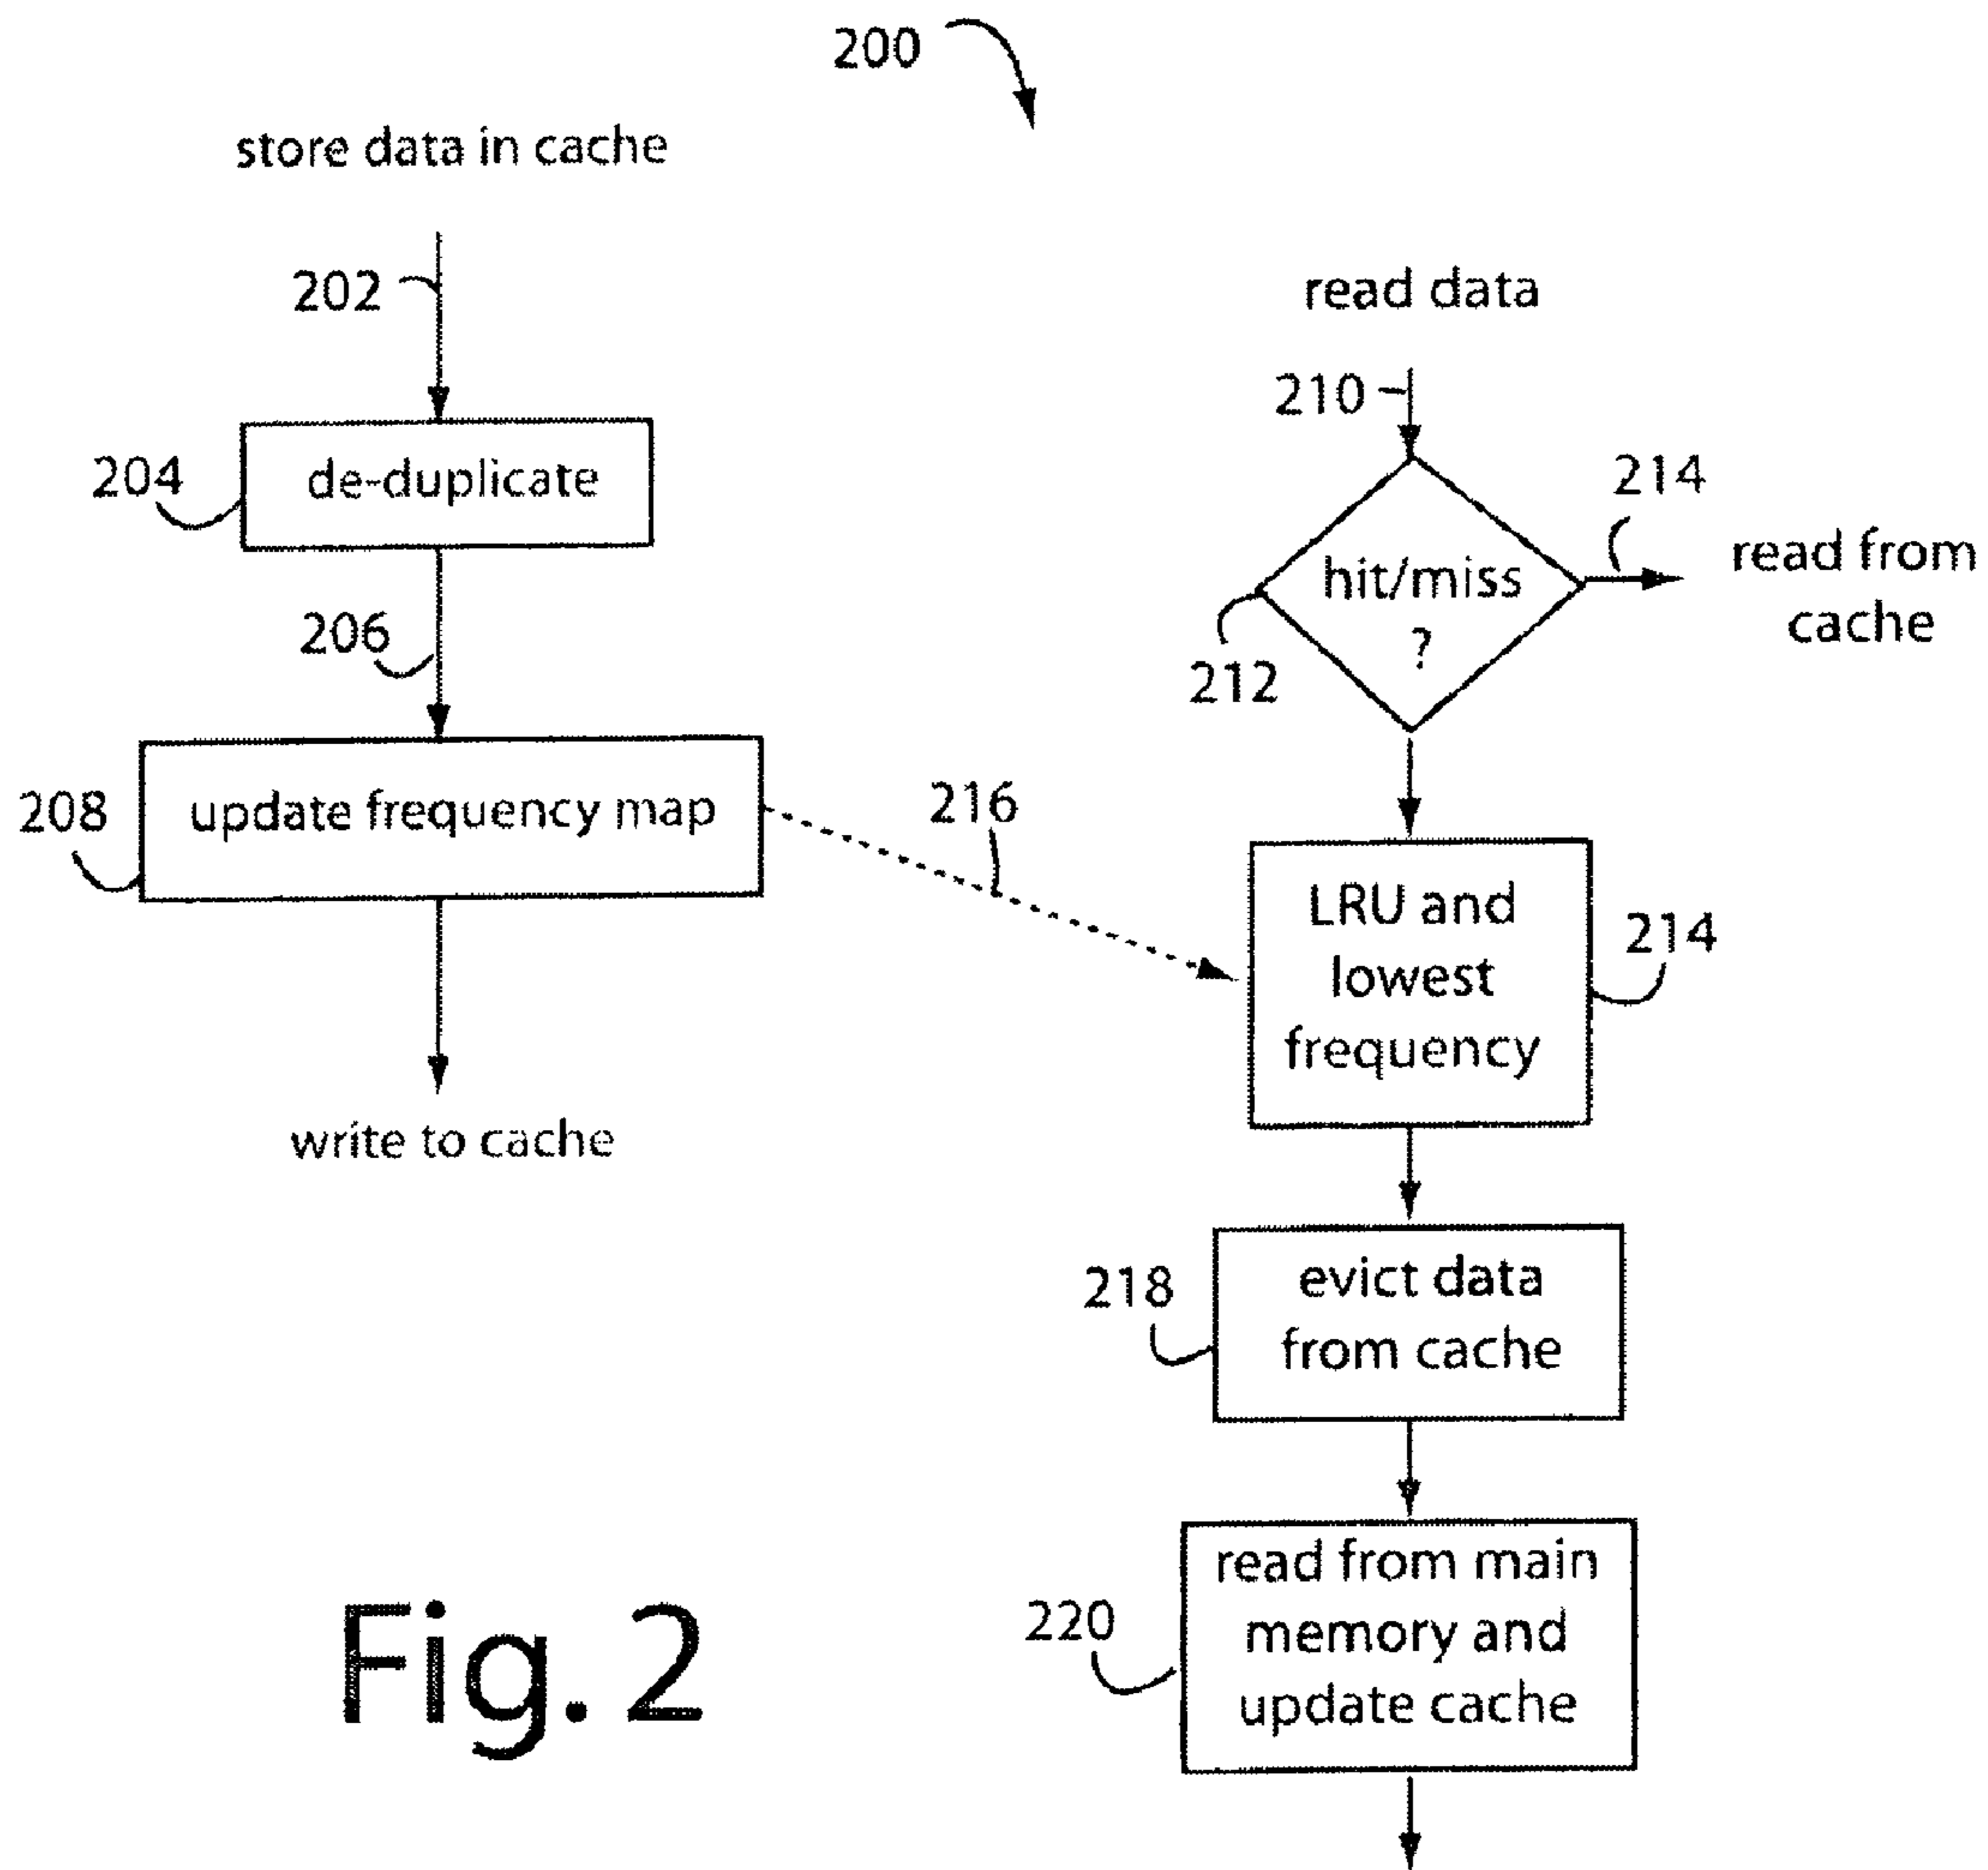 200
store data in cache
202
read data
210
204
de-duplicate
214
hit/miss
?
read from
cache
212
206
208
update frequency map
216
LRU and
lowest
frequency
214
write to cache
218
evict data
from cache
220
read from main
memory and
update cache
Fig. 2